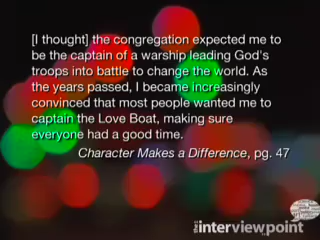 [I thought] the congregation expected me to
be the captain of a warship leading God's
troops into battle to change the world. As
the years passed, I became increasingly
convinced that most people wanted me to
captain the Love Boat, making sure
everyone had a good time.
Character Makes a Difference, pg. 47
the interviewpoint